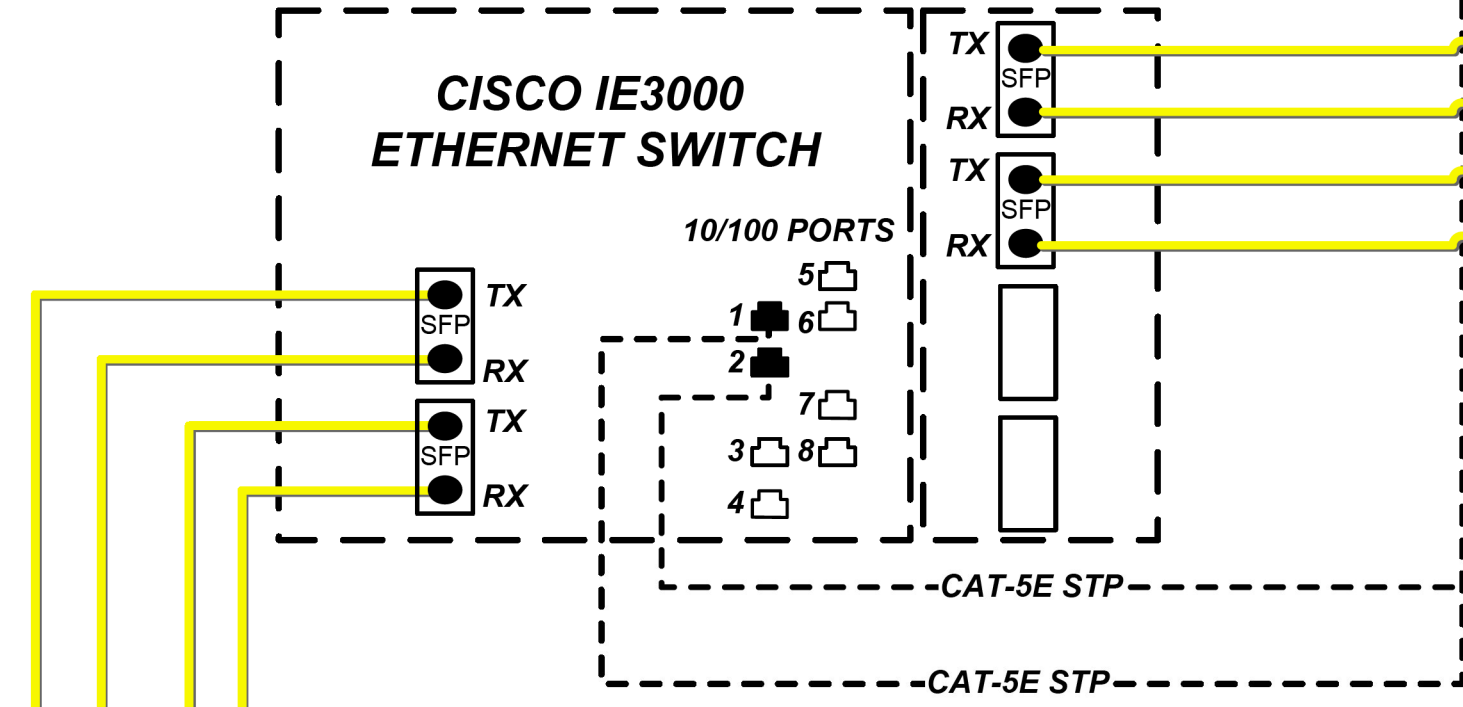 CISCO IE3000
ETHERNET SWITCH
10/100 PORTS
TX
SFP
RX
TX
SFP
RX
5
1
6
2
7
3
8
4
TX
SFP
RX
TX
SFP
RX
CAT-5E STP
CAT-5E STP